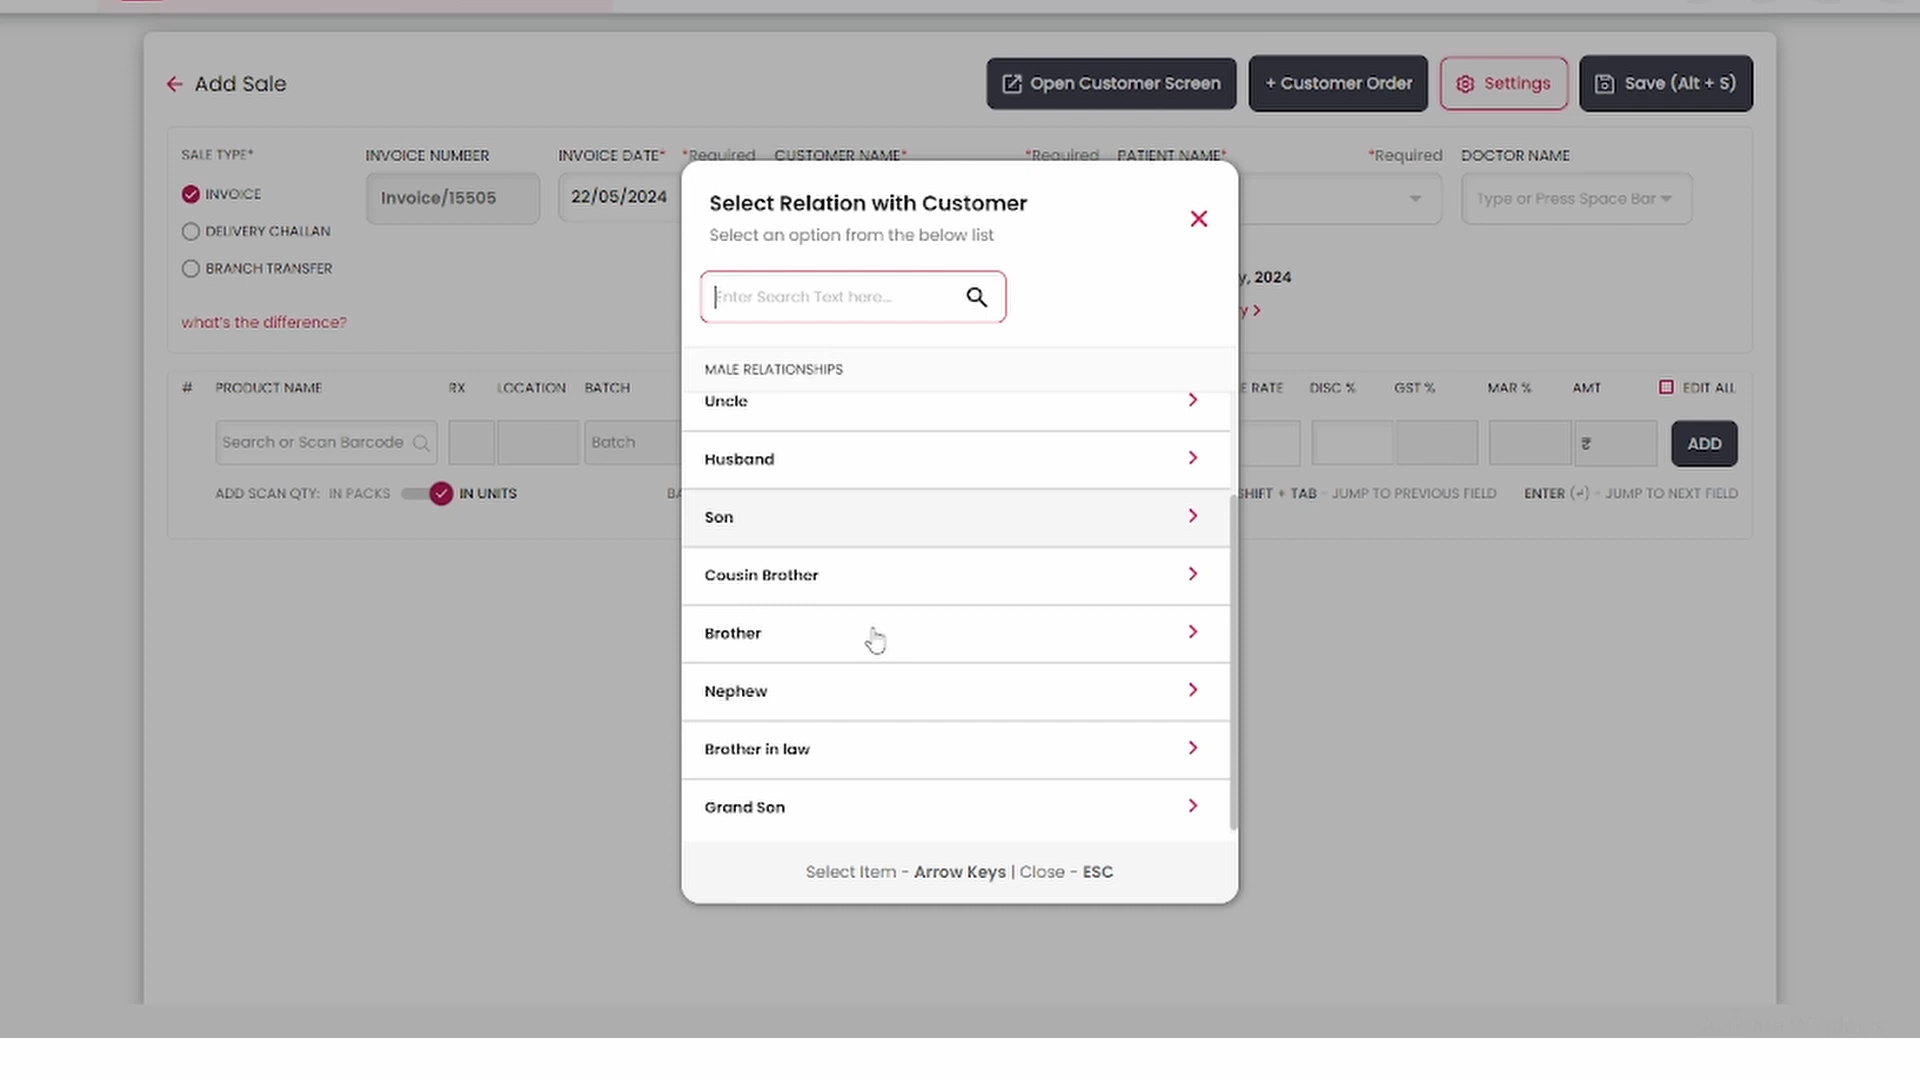 Add Sale
Open Customer Screen
+ Customer Order
Settings
Save (Alt + S)
SALE TYPE*
INVOICE NUMBER
INVOICE DATE*
*Required
CUSTOMER NAME*
*Required
PATIENT NAME*
*Required
DOCTOR NAME
INVOICE
Invoice/15505
22/05/2024
Type or Press Space Bar
DELIVERY CHALLAN
BRANCH TRANSFER
what's the difference?
y, 2024
y >
Select Relation with Customer
Select an option from the below list
Enter Search Text here...
MALE RELATIONSHIPS
Uncle
Husband
Son
Cousin Brother
Brother
Nephew
Brother in law
Grand Son
Select Item - Arrow Keys | Close - ESC
# PRODUCT NAME RX LOCATION BATCH
E RATE DISC % GST % MAR % AMT EDIT ALL
Search or Scan Barcode
Batch
₹
ADD
ADD SCAN QTY: IN PACKS IN UNITS
BA
SHIFT + TAB - JUMP TO PREVIOUS FIELD ENTER (↵) - JUMP TO NEXT FIELD